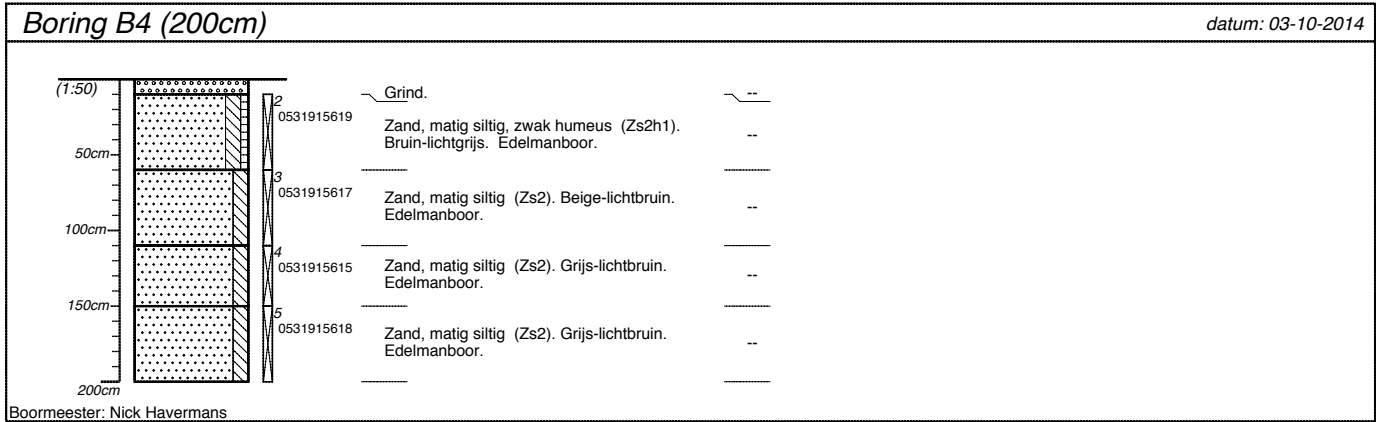 Boring B4 (200cm)
datum: 03-10-2014
(1:50)
50cm
100cm
150cm
200cm
2
0531915619
3
0531915617
4
0531915615
5
0531915618
Grind.
--
Zand, matig siltig, zwak humeus (Zs2h1).
Bruin-lichtgrijs. Edelmanboor.
--
Zand, matig siltig (Zs2). Beige-lichtbruin.
Edelmanboor.
--
Zand, matig siltig (Zs2). Grijs-lichtbruin.
Edelmanboor.
--
Zand, matig siltig (Zs2). Grijs-lichtbruin.
Edelmanboor.
--
Boormeester: Nick Havermans